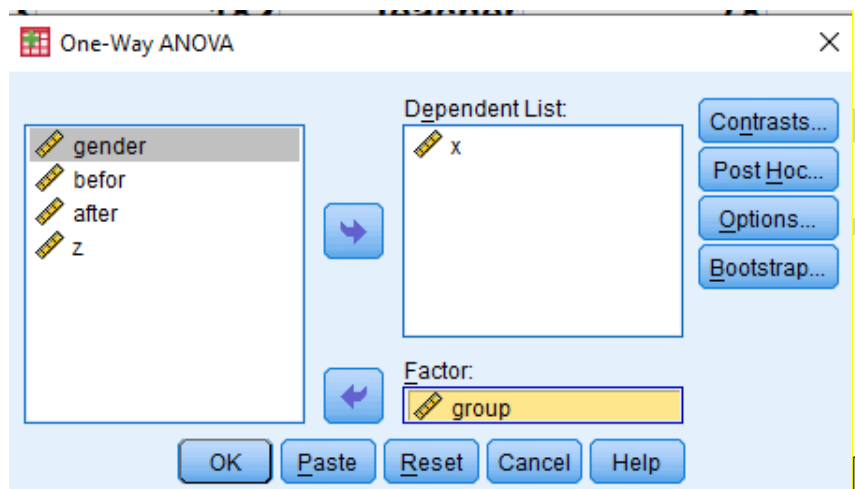 One-Way ANOVA
Dependent List:
gender
befor
after
z
x
Contrasts...
Post Hoc...
Options...
Bootstrap...
Factor:
group
OK Paste Reset Cancel Help